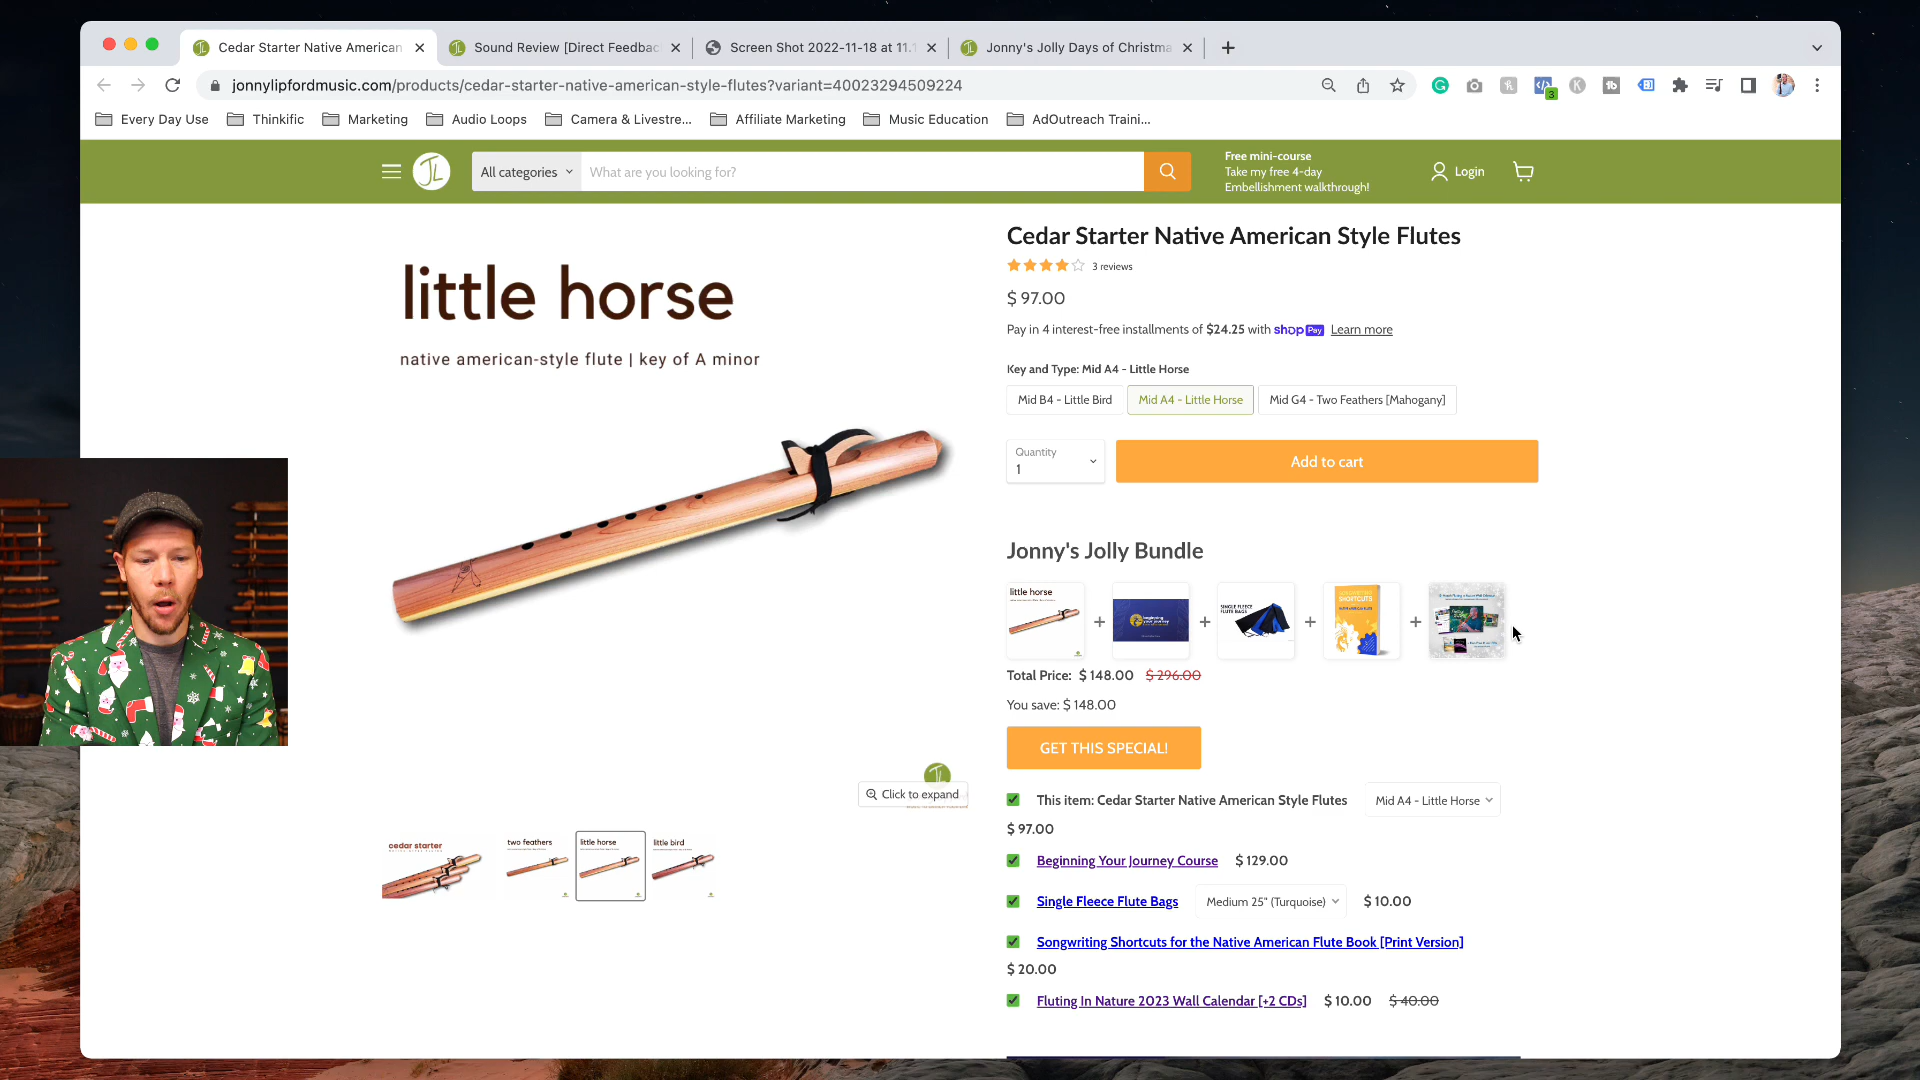 Cedar Starter Native American
Sound Review [Direct Feedbac
Screen Shot 2022-11-18 at 11.1
Jonny's Jolly Days of Christma
jonnylipfordmusic.com/products/cedar-starter-native-american-style-flutes?variant=40023294509224
3
Every Day Use
Thinkific
Marketing
Audio Loops
Camera & Livestre...
Affiliate Marketing
Music Education
AdOutreach Traini...
JL
All categories
What are you looking for?
Free mini-course
Take my free 4-day
Embellishment walkthrough!
Login
little horse
native american-style flute | key of A minor
Click to expand
cedar starter
two feathers
little horse
little bird
Cedar Starter Native American Style Flutes
3 reviews
$ 97.00
Pay in 4 interest-free installments of $24.25 with shop Pay Learn more
Key and Type: Mid A4 - Little Horse
Mid B4 - Little Bird
Mid A4 - Little Horse
Mid G4 - Two Feathers [Mahogany]
Quantity
1
Add to cart
Jonny's Jolly Bundle
little horse
+
beginning
your journey
+
SINGLE FLEECE
FLUTE BAGS
+
SHORTCUTS
+
Total Price: $ 148.00 $ 296.00
You save: $ 148.00
GET THIS SPECIAL!
This item: Cedar Starter Native American Style Flutes
Mid A4 - Little Horse
$ 97.00
Beginning Your Journey Course $ 129.00
Single Fleece Flute Bags
Medium 25" (Turquoise)
$ 10.00
Songwriting Shortcuts for the Native American Flute Book [Print Version]
$ 20.00
Fluting In Nature 2023 Wall Calendar [+2 CDs] $ 10.00 $ 40.00